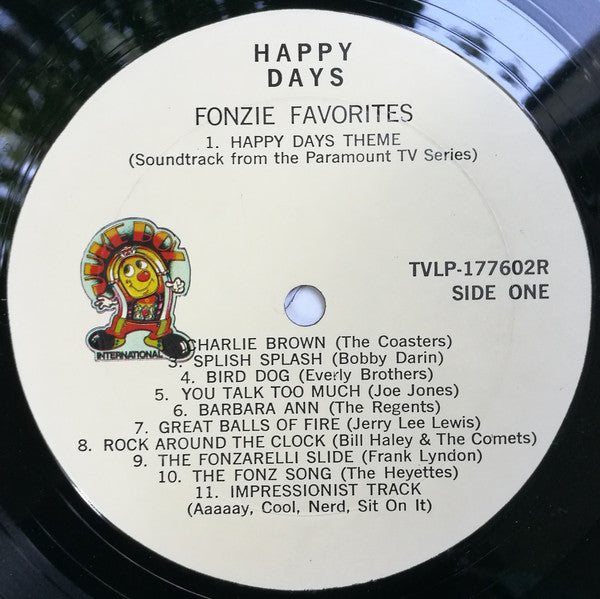 HAPPY
DAYS
FONZIE FAVORITES
1. HAPPY DAYS THEME
(Soundtrack from the Paramount TV Series)
JUKE BOX
INTERNATIONAL
TVLP-177602R
SIDE ONE
CHARLIE BROWN (The Coasters)
3. SPLISH SPLASH (Bobby Darin)
4. BIRD DOG (Everly Brothers)
5. YOU TALK TOO MUCH (Joe Jones)
6. BARBARA ANN (The Regents)
7. GREAT BALLS OF FIRE (Jerry Lee Lewis)
8. ROCK AROUND THE CLOCK (Bill Haley & The Comets)
9. THE FONZARELLI SLIDE (Frank Lyndon)
10. THE FONZ SONG (The Heyettes)
11. IMPRESSIONIST TRACK
(Aaaaay, Cool, Nerd, Sit On It)